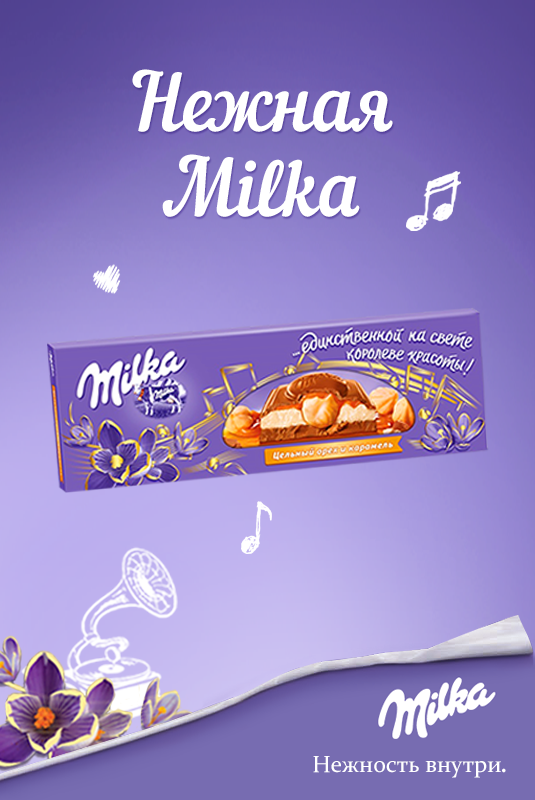 Нежная
Milka
...единственной на свете
королеве красоты!
Milka
Цельный орех и карамель
Milka
Нежность внутри.